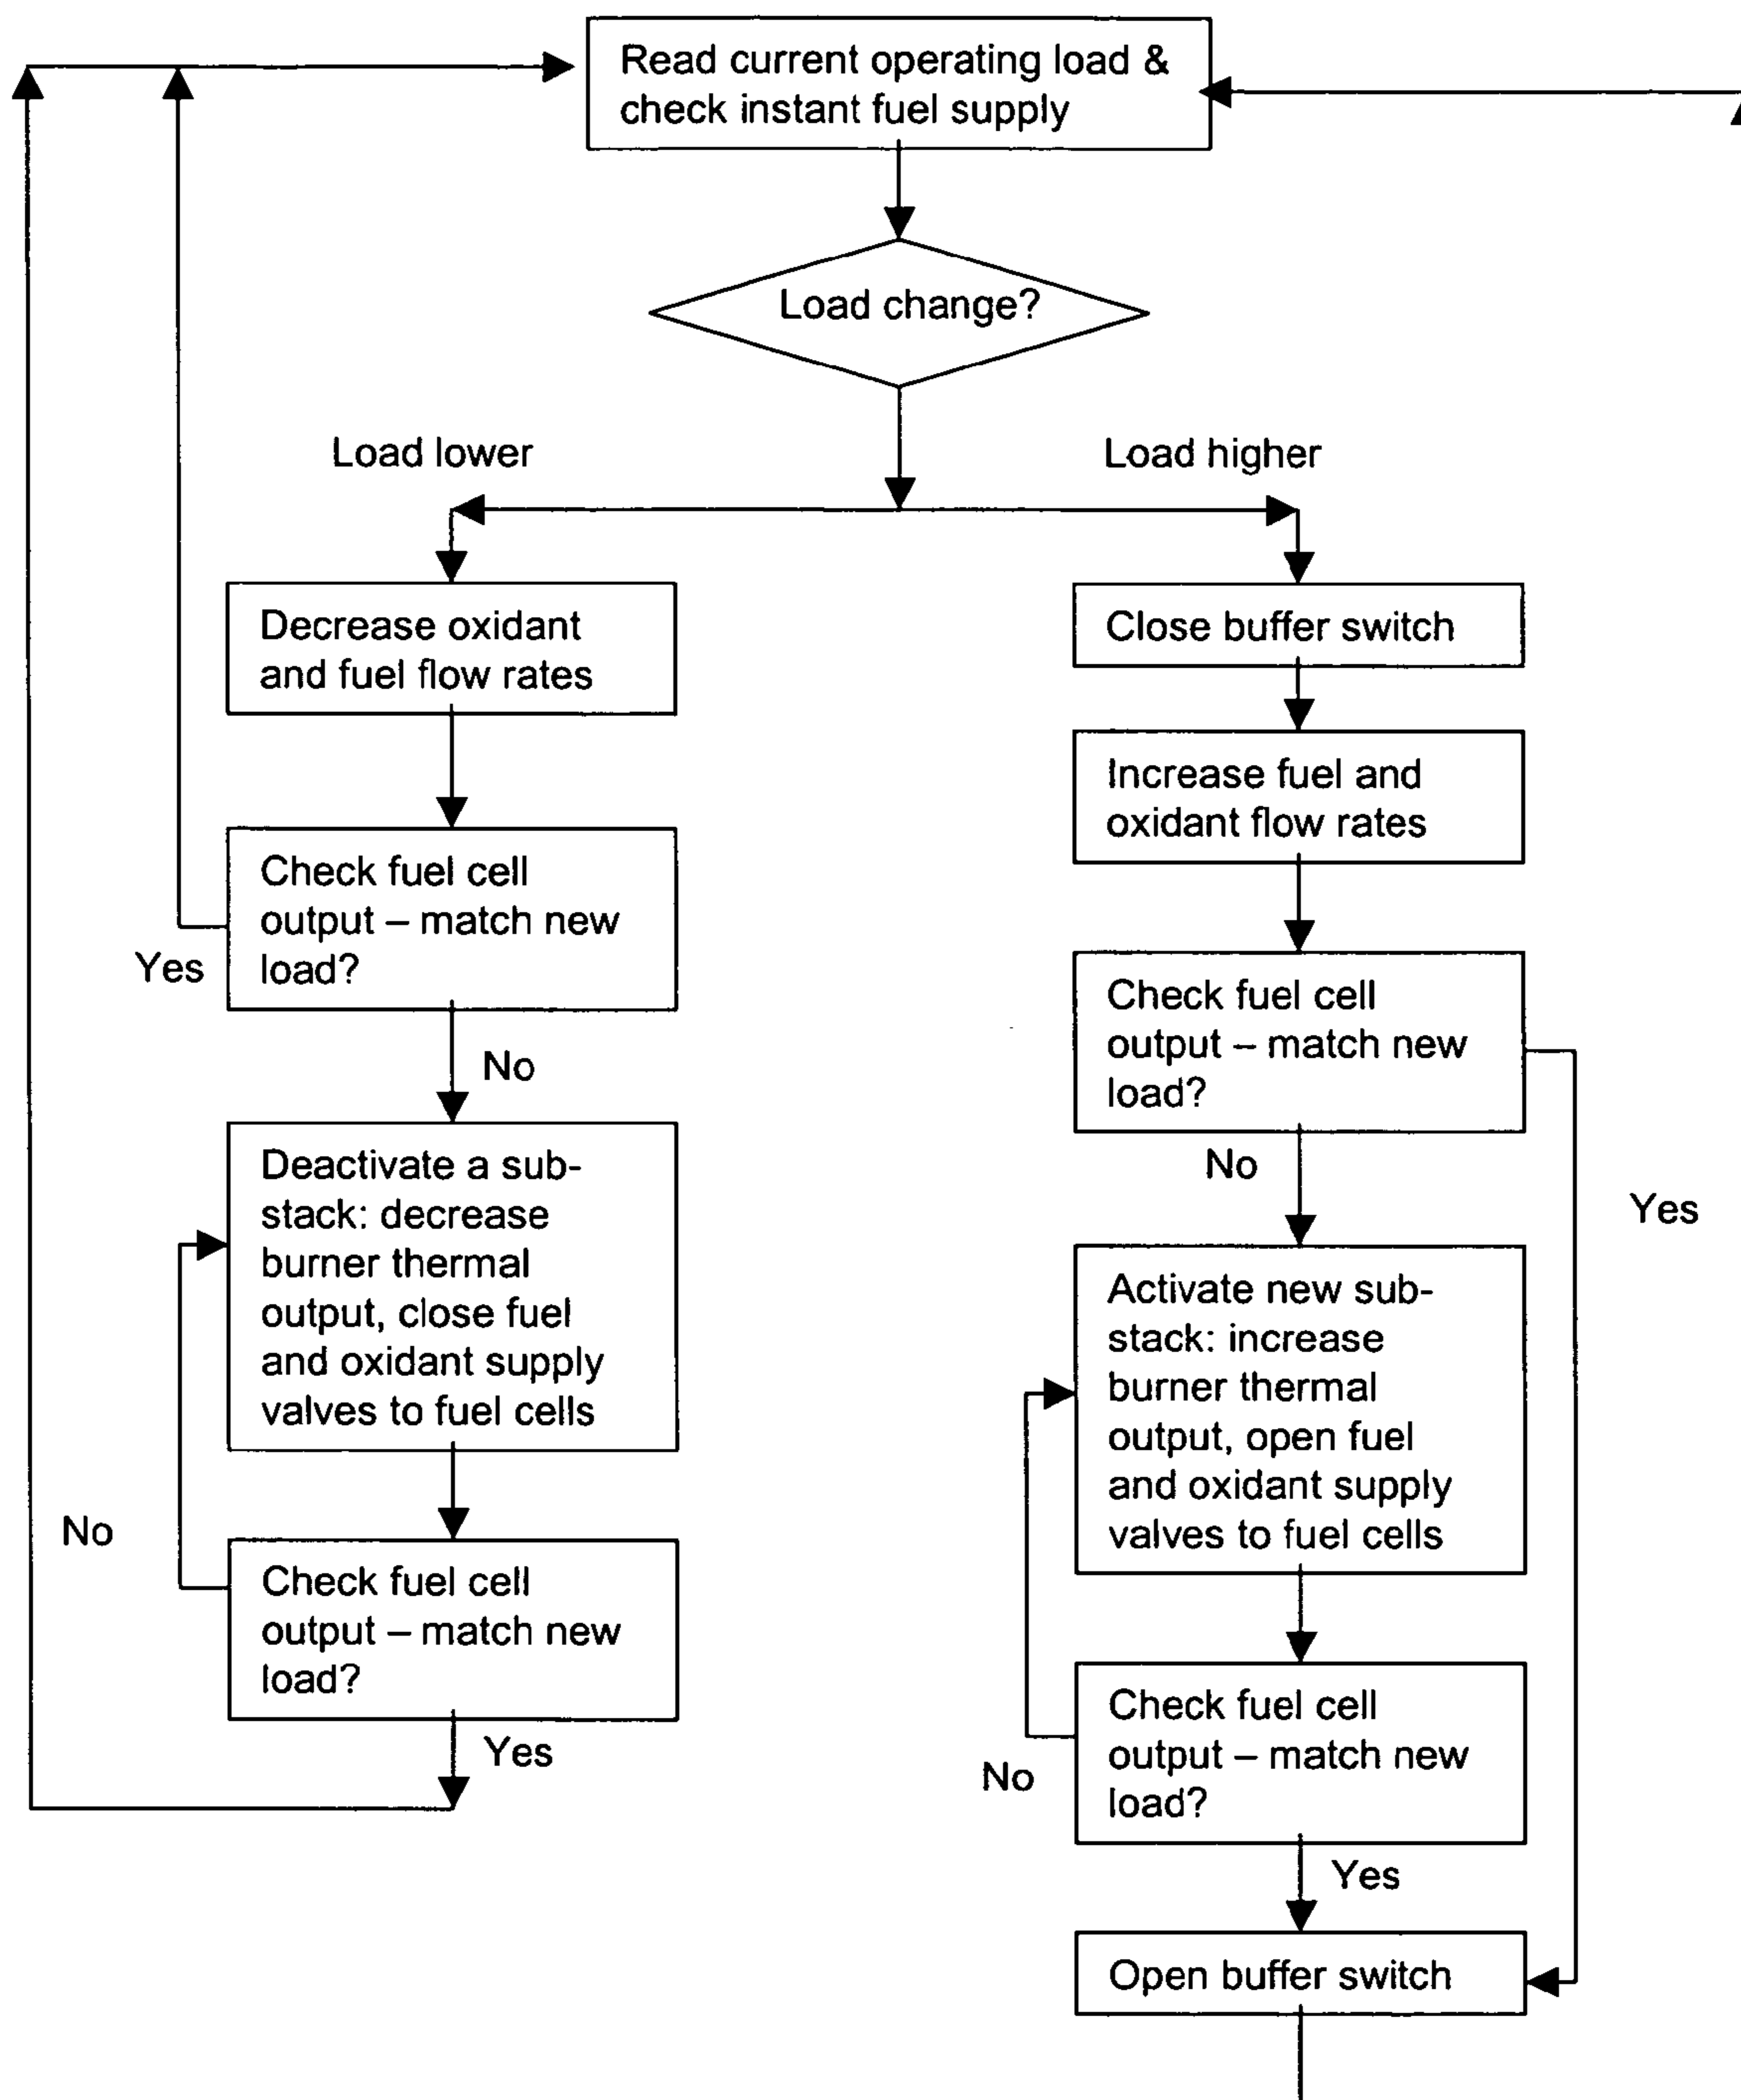 Read current operating load &
check instant fuel supply
Load change?
Load lower
Load higher
Decrease oxidant
and fuel flow rates
Check fuel cell
output – match new
load?
Yes
No
Deactivate a sub-
stack: decrease
burner thermal
output, close fuel
and oxidant supply
valves to fuel cells
No
Check fuel cell
output – match new
load?
Yes
Close buffer switch
Increase fuel and
oxidant flow rates
Check fuel cell
output – match new
load?
No
Yes
Activate new sub-
stack: increase
burner thermal
output, open fuel
and oxidant supply
valves to fuel cells
Check fuel cell
output – match new
load?
No
Yes
Open buffer switch